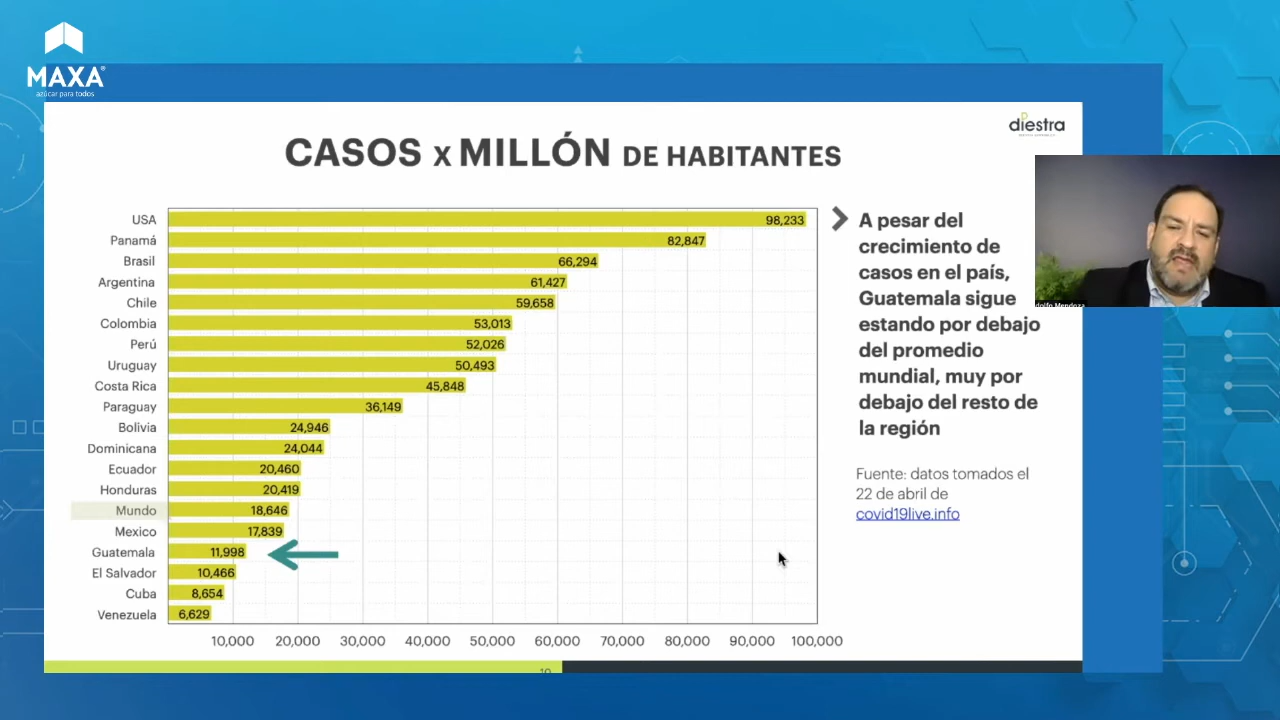 MAXA®
azúcar para todos
diestra
CASOS x MILLÓN DE HABITANTES
USA 98,233
Panamá 82,847
Brasil 66,294
Argentina 61,427
Chile 59,658
Colombia 53,013
Perú 52,026
Uruguay 50,493
Costa Rica 45,848
Paraguay 36,149
Bolivia 24,946
Dominicana 24,044
Ecuador 20,460
Honduras 20,419
Mundo 18,646
Mexico 17,839
Guatemala 11,998
El Salvador 10,466
Cuba 8,654
Venezuela 6,629
10,000 20,000 30,000 40,000 50,000 60,000 70,000 80,000 90,000 100,000
A pesar del
crecimiento de
casos en el país,
Guatemala sigue
estando por debajo
del promedio
mundial, muy por
debajo del resto de
la región
Fuente: datos tomados el
22 de abril de
covid19live.info
Mendoza